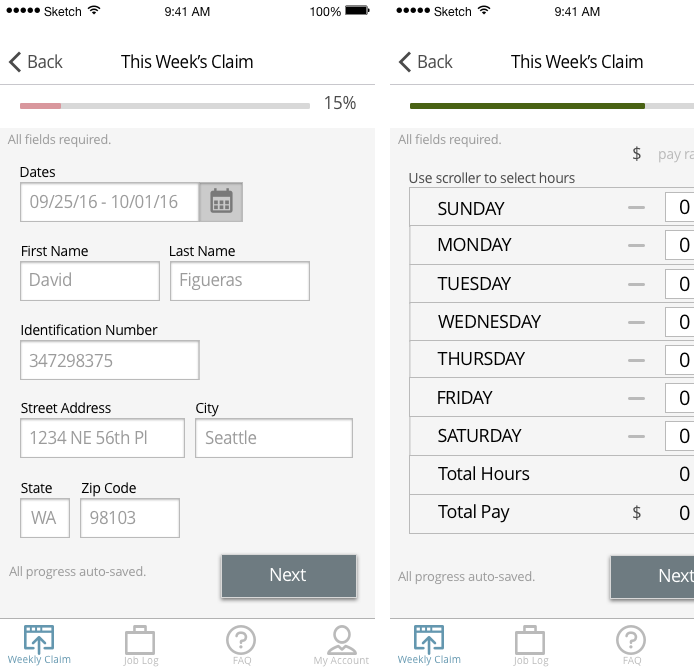 Sketch 9:41 AM 100%
Back This Week's Claim
15%
All fields required.
Dates
09/25/16 - 10/01/16
First Name Last Name
David Figueras
Identification Number
347298375
Street Address City
1234 NE 56th Pl Seattle
State Zip Code
WA 98103
All progress auto-saved. Next
Weekly Claim Job Log FAQ My Account
Sketch 9:41 AM
Back This Week's Claim
All fields required.
$ pay ra
Use scroller to select hours
SUNDAY — 0
MONDAY — 0
TUESDAY — 0
WEDNESDAY — 0
THURSDAY — 0
FRIDAY — 0
SATURDAY — 0
Total Hours 0
Total Pay $ 0
All progress auto-saved. Next
Weekly Claim Job Log FAQ